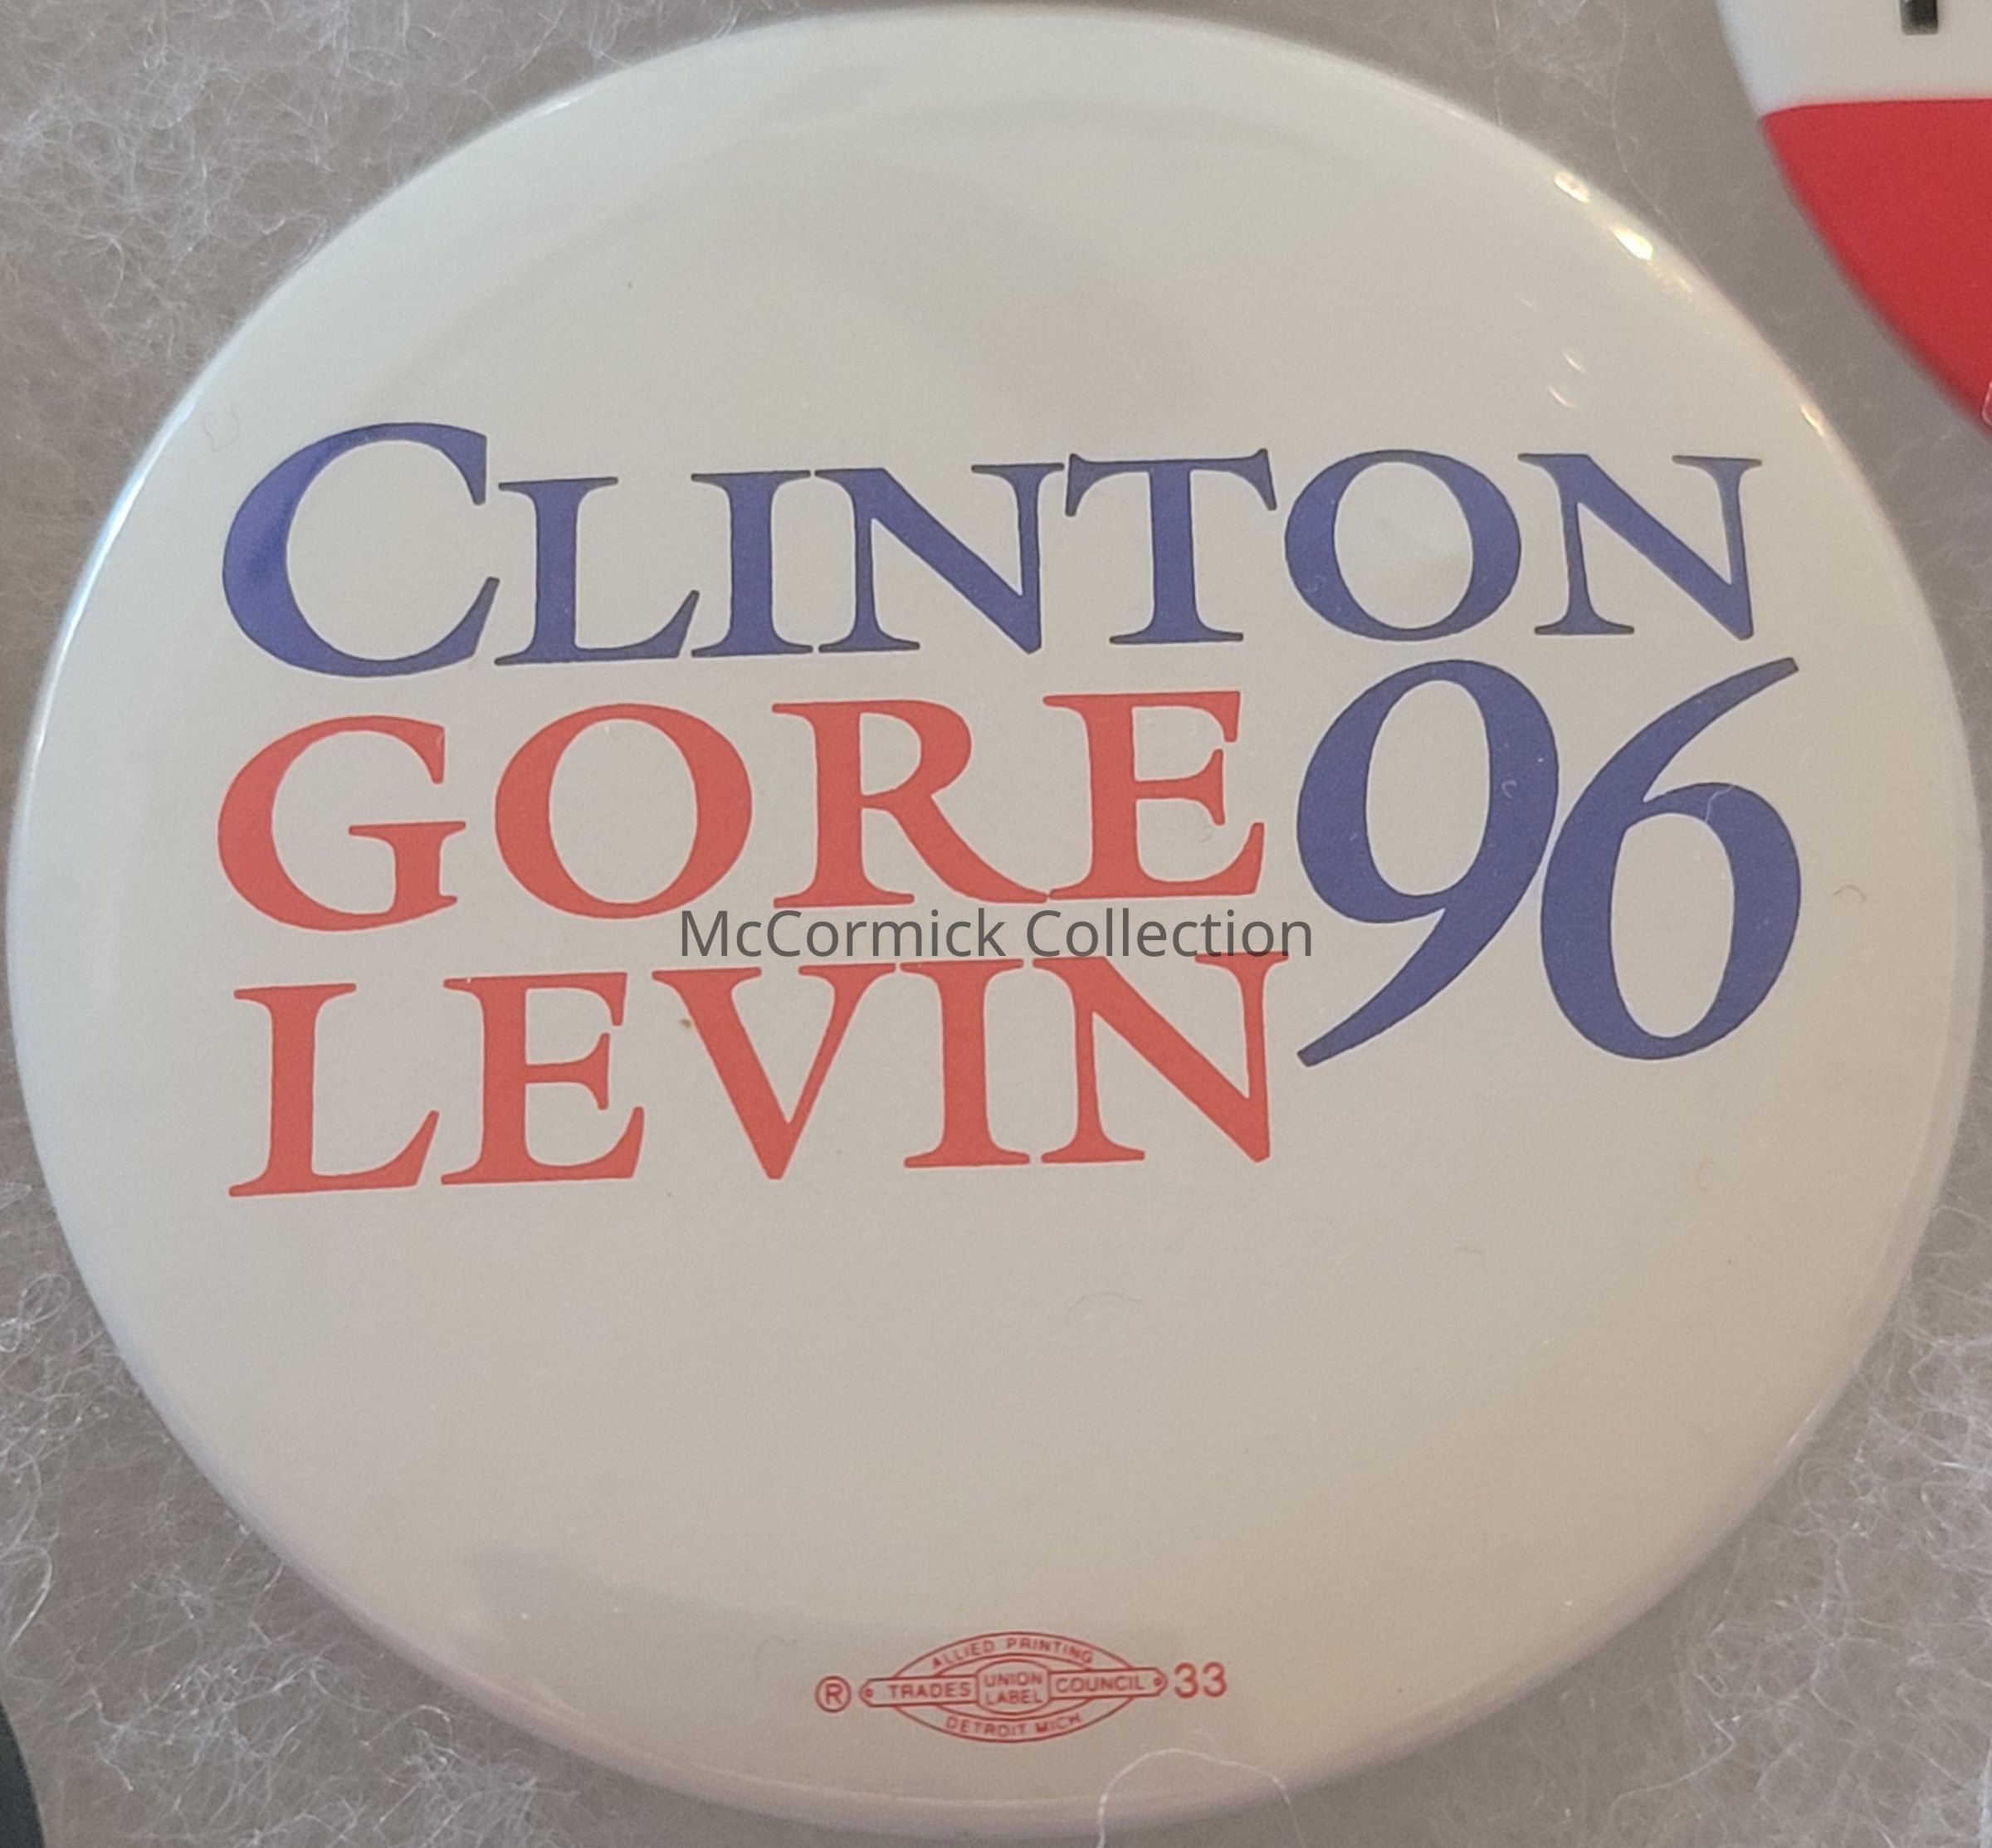 CLINTON
GORE 96
McCormick Collection
LEVIN
ALLIED PRINTING
® TRADES UNION LABEL COUNCIL 33
DETROIT MICH.